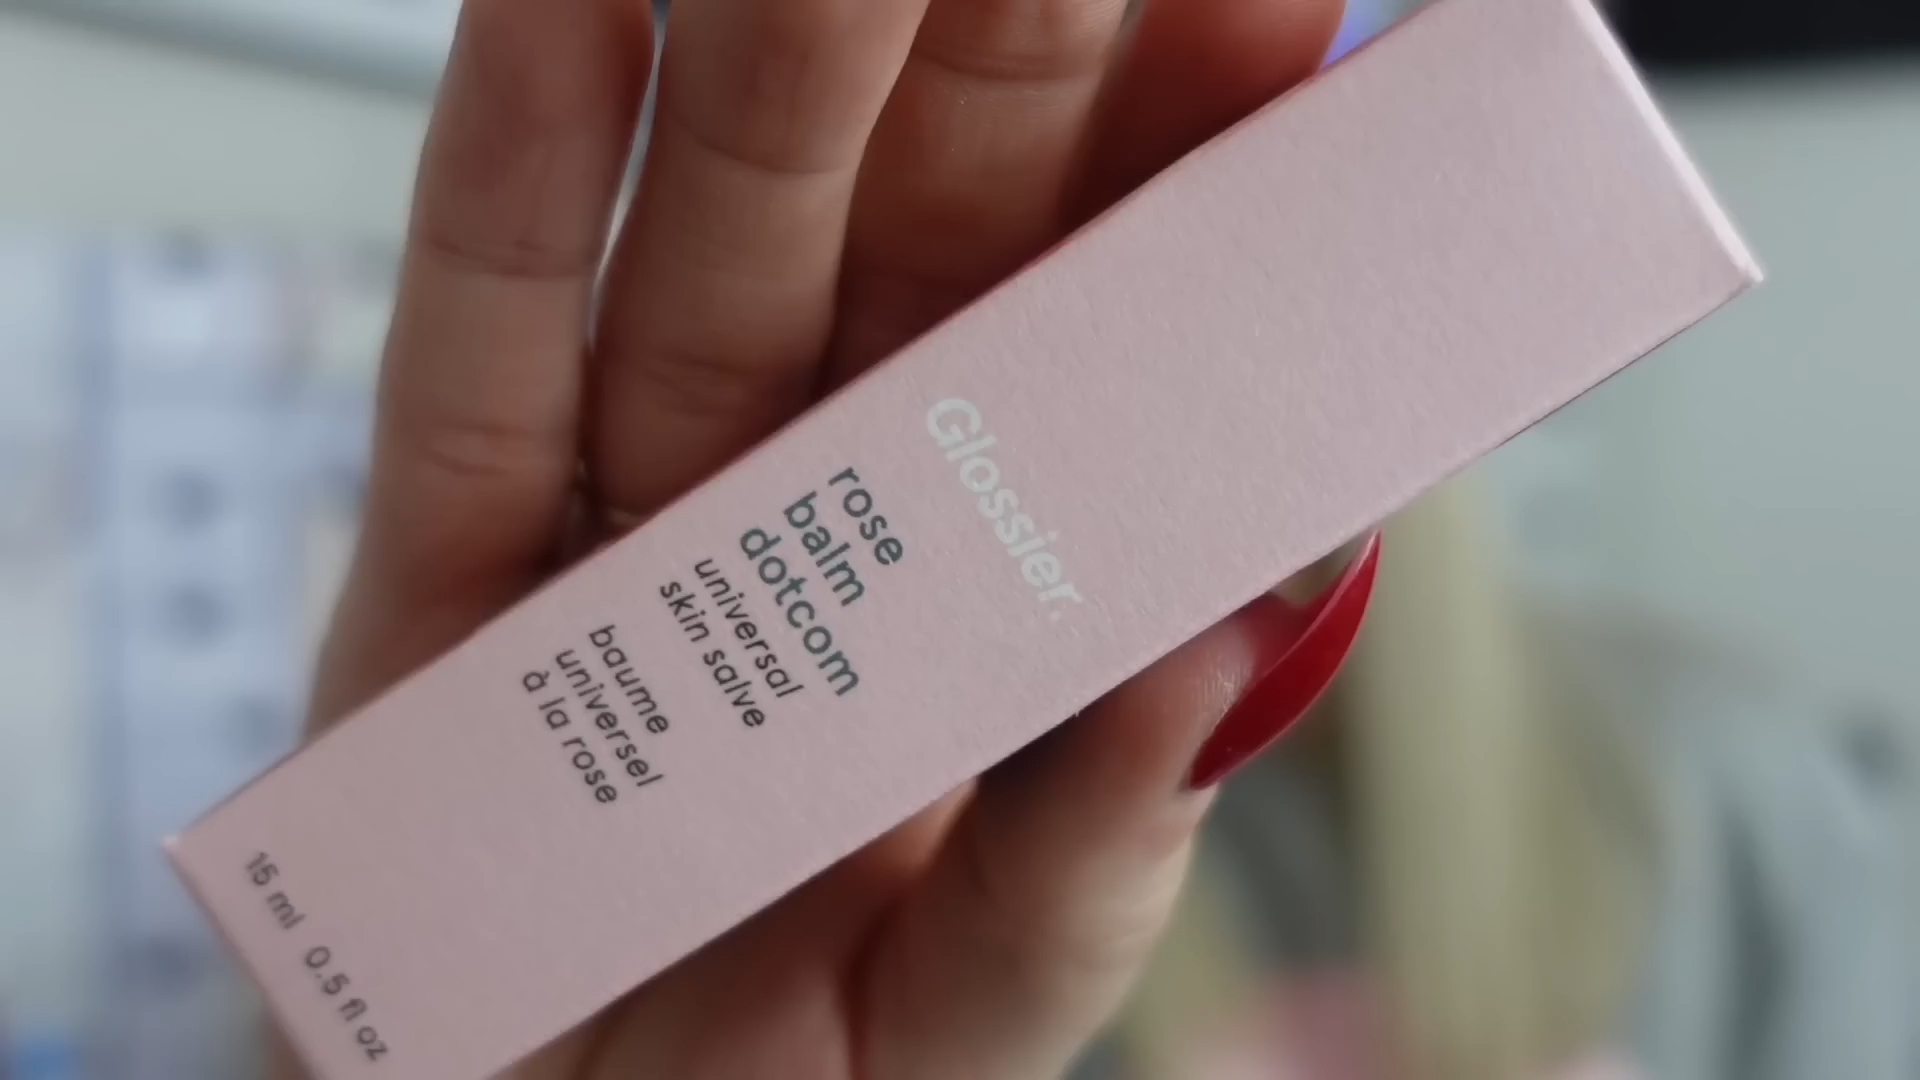 Glossier.
rose
balm
dotcom
universal
skin salve
baume
universel
à la rose
15 ml 0.5 fl oz